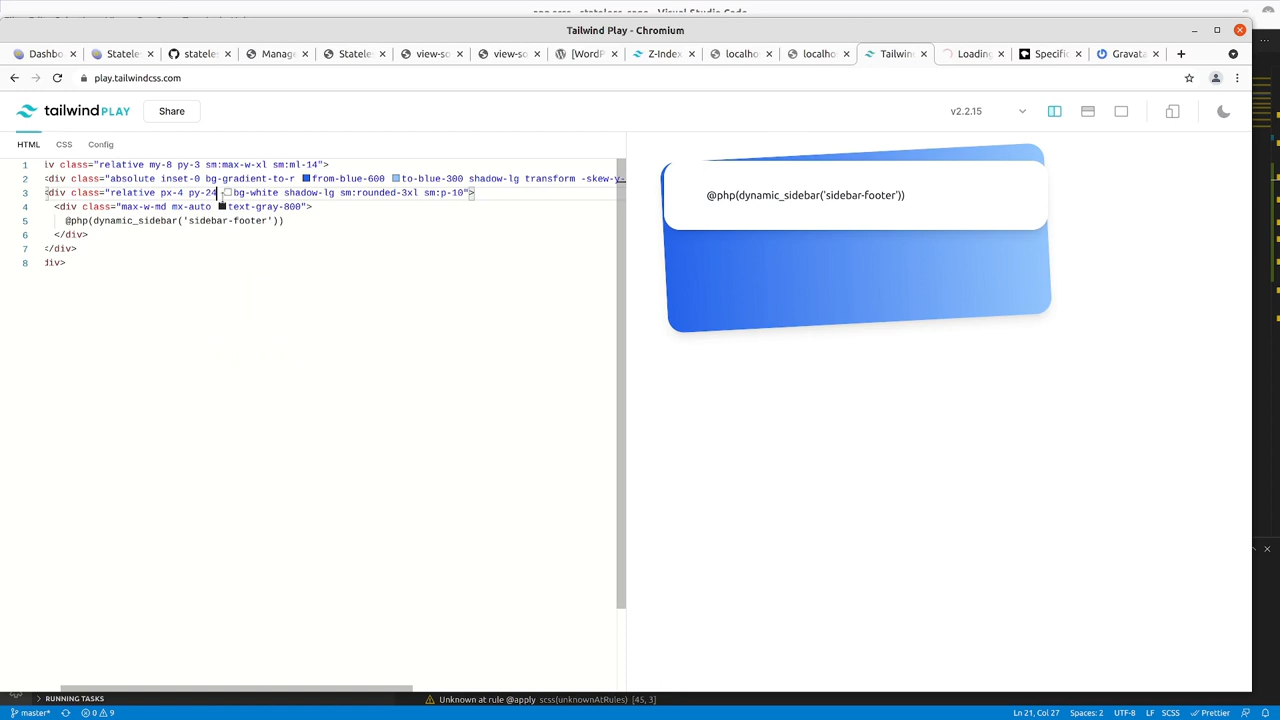 Tailwind Play - Chromium
Dashbo
Statele
stateles
Manage
Stateles
view-so
view-so
[WordP
Z-Index
localho
localho
Tailwin
Loading
Specific
Gravata
play.tailwindcss.com
tailwind PLAY
Share
v2.2.15
HTML
CSS
Config
1 iv class="relative my-8 py-3 sm:max-w-xl sm:ml-14">
2 <div class="absolute inset-0 bg-gradient-to-r from-blue-600 to-blue-300 shadow-lg transform -skew-y-
3 <div class="relative px-4 py-24 bg-white shadow-lg sm:rounded-3xl sm:p-10">
4 <div class="max-w-md mx-auto text-gray-800">
5 @php(dynamic_sidebar('sidebar-footer'))
6 </div>
7 </div>
8 div>
@php(dynamic_sidebar('sidebar-footer'))
RUNNING TASKS
Unknown at rule @apply scss(unknownAtRules) [45, 3]
master*
0
9
Ln 21, Col 27
Spaces: 2
UTF-8
LF
SCSS
Prettier